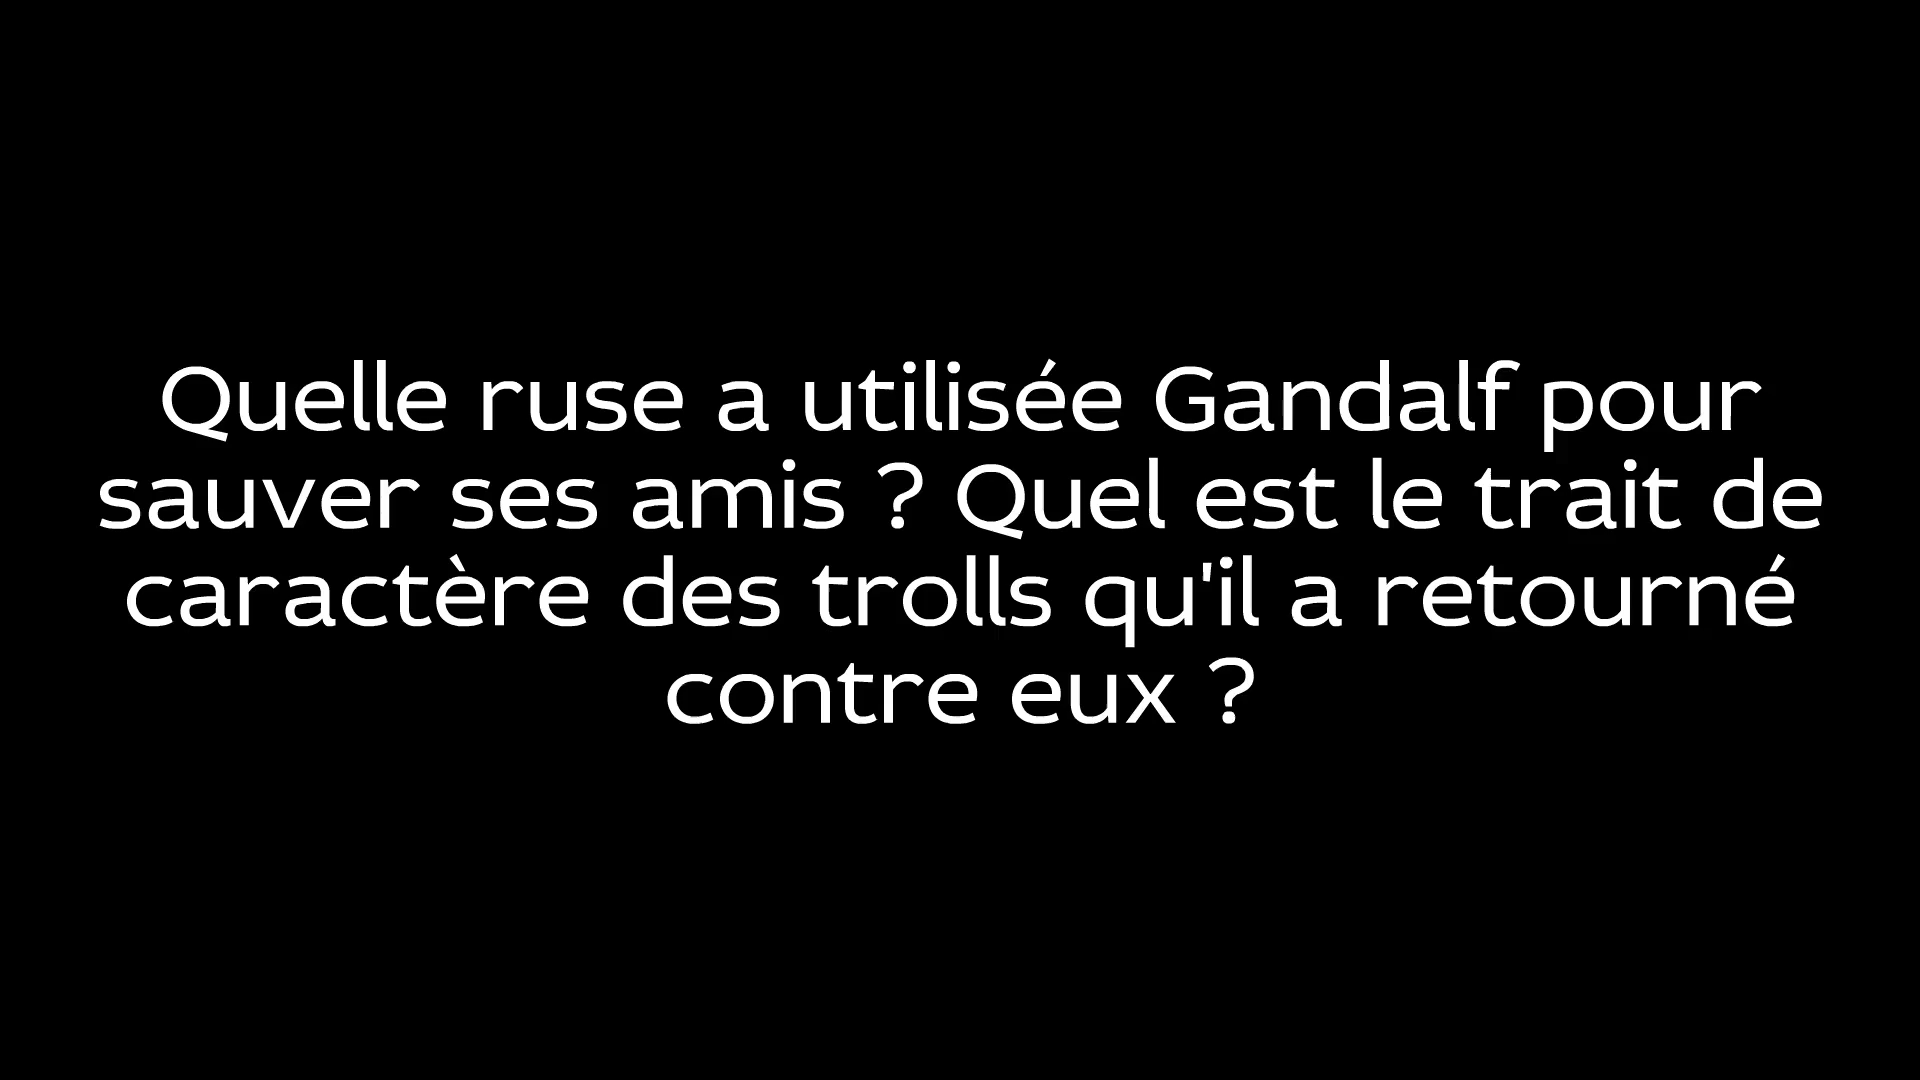 Quelle ruse a utilisée Gandalf pour
sauver ses amis ? Quel est le trait de
caractère des trolls qu'il a retourné
contre eux ?